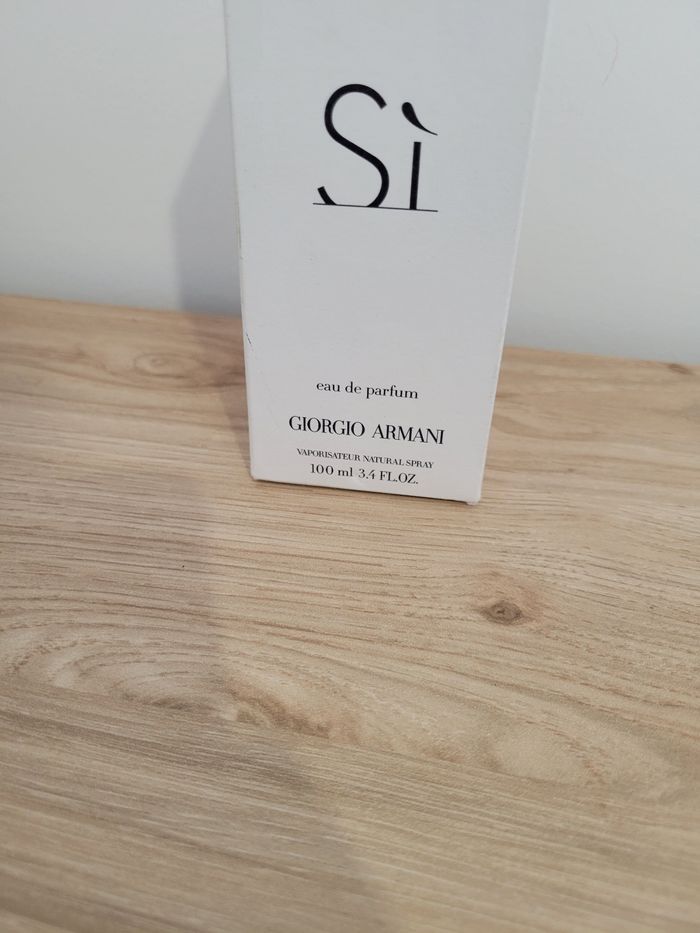 Sì
eau de parfum
GIORGIO ARMANI
VAPORISATEUR NATURAL SPRAY
100 ml 3.4 FL.OZ.